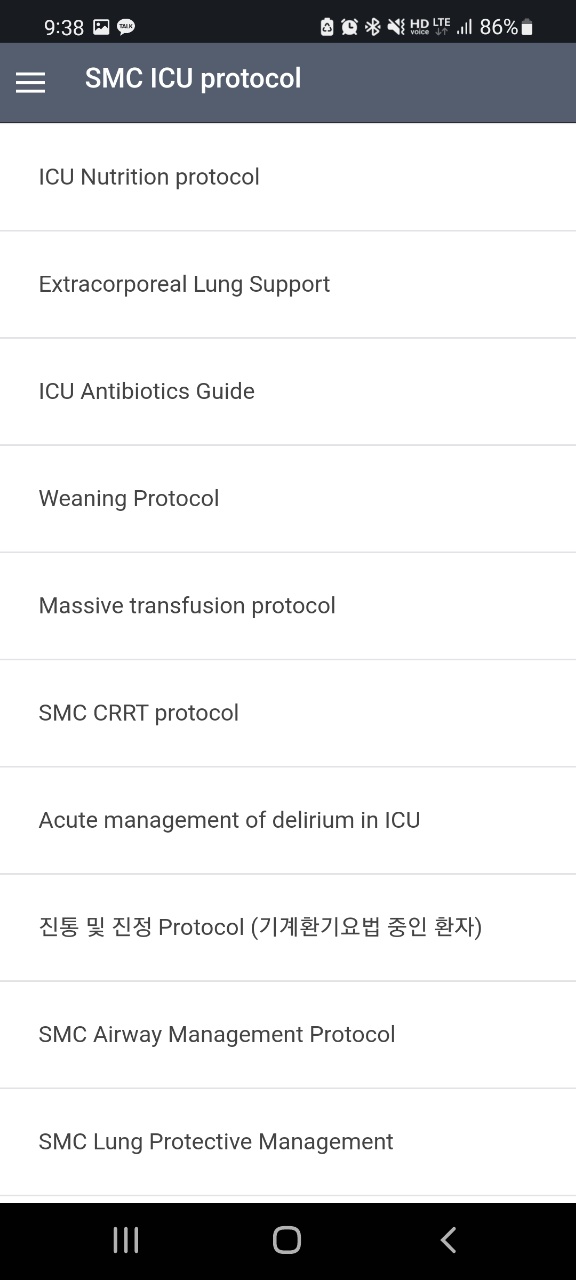 9:38 TALK HD voice LTE 86%
SMC ICU protocol
ICU Nutrition protocol
Extracorporeal Lung Support
ICU Antibiotics Guide
Weaning Protocol
Massive transfusion protocol
SMC CRRT protocol
Acute management of delirium in ICU
진통 및 진정 Protocol (기계환기요법 중인 환자)
SMC Airway Management Protocol
SMC Lung Protective Management